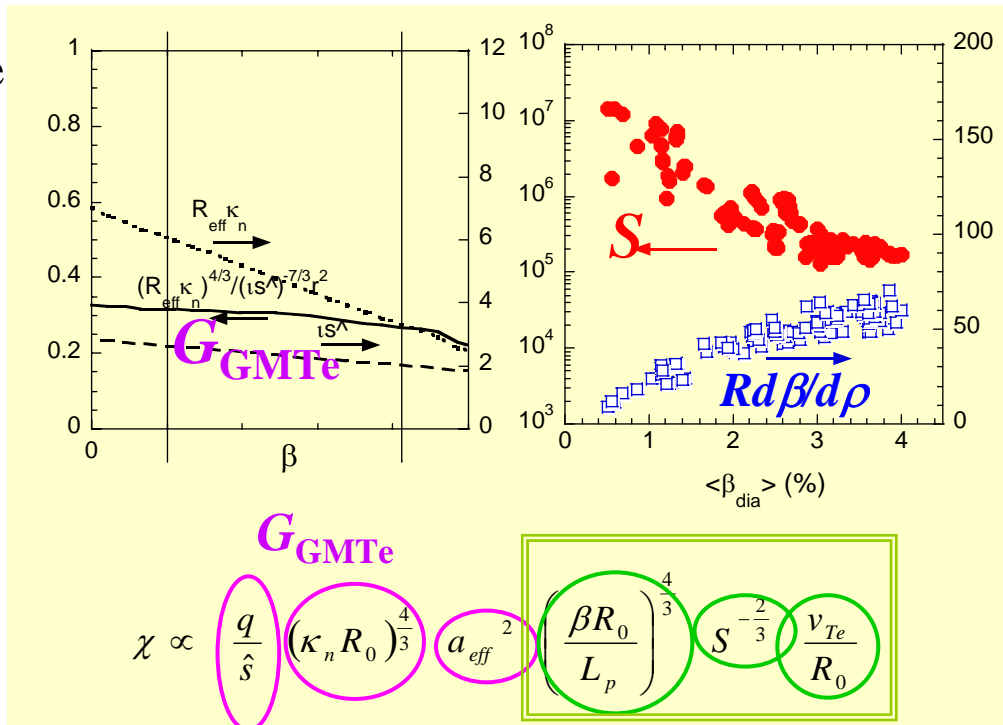 e
1
0.8
0.6
0.4
0.2
0
12
10
8
6
4
2
0
R_eff κ_n
(R_eff κ_n)^4/3/(ιs^)^-7/3 r^2
ιs^
G_GMTe
0
β
10^8
10^7
10^6
10^5
10^4
10^3
200
150
100
50
0
S
Rdβ/dρ
0 1 2 3 4
<β_dia> (%)
G_GMTe
χ ∝ q/ŝ (κ_n R_0)^4/3 a_eff^2 (βR_0/L_p)^4/3 S^-2/3 v_Te/R_0